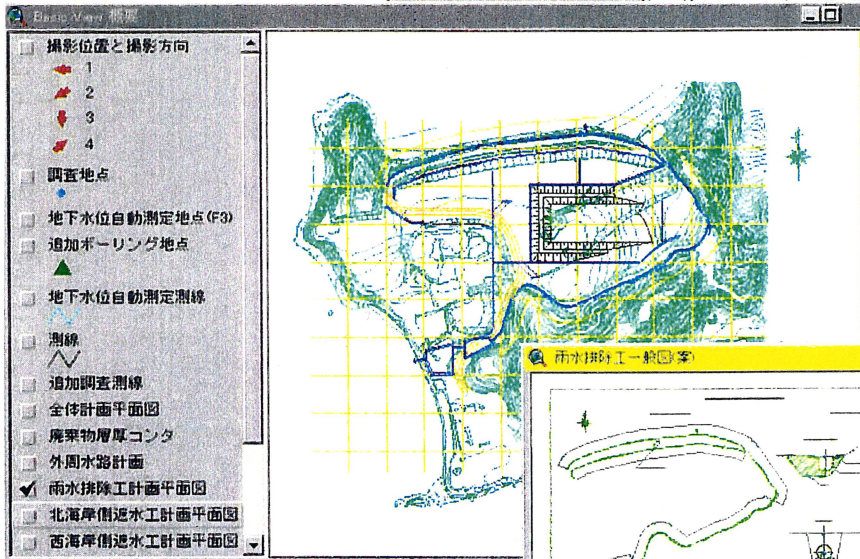 Basic View 概要
撮影位置と撮影方向
1
2
3
4
調査地点
地下水位自動測定地点(F3)
追加ボーリング地点
地下水位自動測定測線
測線
追加調査測線
全体計画平面図
廃棄物層厚コンタ
外周水路計画
雨水排除工計画平面図
北海岸側遮水工計画平面図
西海岸側遮水工計画平面図
雨水排除工一般図(案)